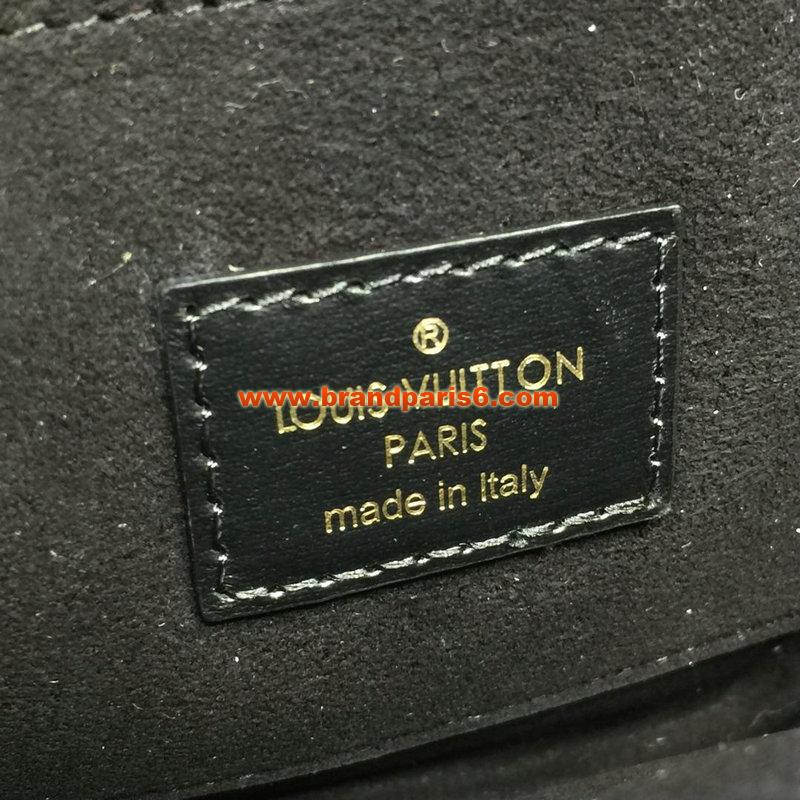 ®
LOUIS VUITTON
www.brandparis6.com
PARIS
made in Italy